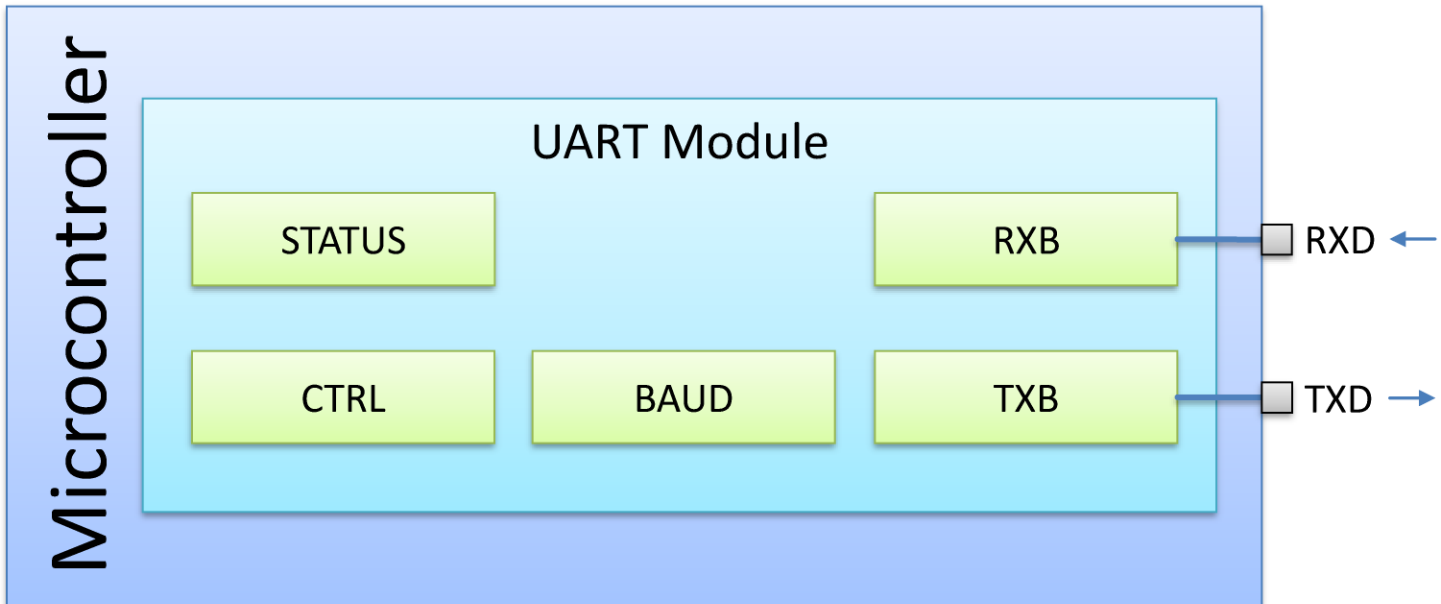 Microcontroller
UART Module
STATUS
RXB
RXD
CTRL
BAUD
TXB
TXD